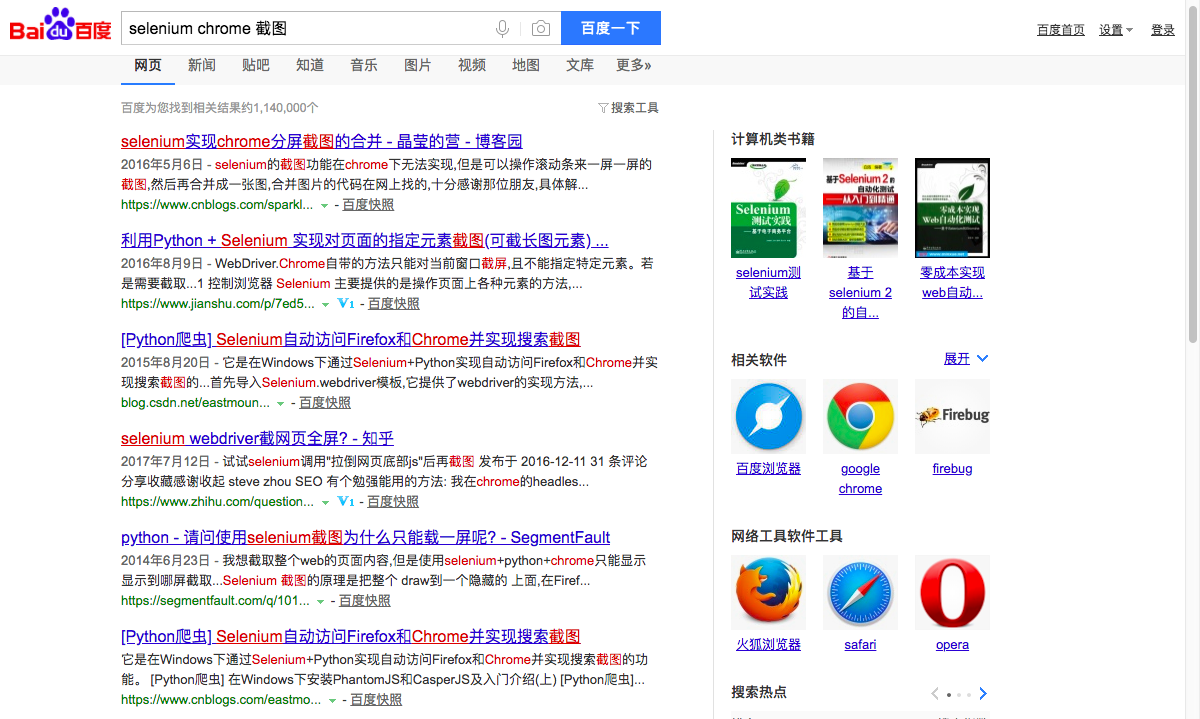 Bai du 百度
selenium chrome 截图
百度一下
百度首页 设置 登录
网页 新闻 贴吧 知道 音乐 图片 视频 地图 文库 更多»
百度为您找到相关结果约1,140,000个
搜索工具
selenium实现chrome分屏截图的合并 - 晶莹的营 - 博客园
2016年5月6日 - selenium的截图功能在chrome下无法实现,但是可以操作滚动条来一屏一屏的
截图,然后再合并成一张图,合并图片的代码在网上找的,十分感谢那位朋友,具体解...
https://www.cnblogs.com/sparkl... - 百度快照
利用Python + Selenium 实现对页面的指定元素截图(可截长图元素) ...
2016年8月9日 - WebDriver.Chrome自带的方法只能对当前窗口截屏,且不能指定特定元素。若
是需要截取...1 控制浏览器 Selenium 主要提供的是操作页面上各种元素的方法,...
https://www.jianshu.com/p/7ed5... V1 - 百度快照
[Python爬虫] Selenium自动访问Firefox和Chrome并实现搜索截图
2015年8月20日 - 它是在Windows下通过Selenium+Python实现自动访问Firefox和Chrome并实
现搜索截图的...首先导入Selenium.webdriver模板,它提供了webdriver的实现方法,...
blog.csdn.net/eastmoun... - 百度快照
selenium webdriver截网页全屏? - 知乎
2017年7月12日 - 试试selenium调用"拉倒网页底部js"后再截图 发布于 2016-12-11 31 条评论
分享收藏感谢收起 steve zhou SEO 有个勉强能用的方法: 我在chrome的headles...
https://www.zhihu.com/question... V1 - 百度快照
python - 请问使用selenium截图为什么只能载一屏呢? - SegmentFault
2014年6月23日 - 我想截取整个web的页面内容,但是使用selenium+python+chrome只能显示
显示到哪屏截取...Selenium 截图的原理是把整个 draw到一个隐藏的 上面,在Firef...
https://segmentfault.com/q/101... - 百度快照
[Python爬虫] Selenium自动访问Firefox和Chrome并实现搜索截图
它是在Windows下通过Selenium+Python实现自动访问Firefox和Chrome并实现搜索截图的功
能。 [Python爬虫] 在Windows下安装PhantomJS和CasperJS及入门介绍(上) [Python爬虫]...
https://www.cnblogs.com/eastmo... - 百度快照
计算机类书籍
Selenium
测试实践
基于电子商务平台
基于Selenium 2的
自动化测试
从入门到精通
零成本实现
Web自动化测试
selenium测
试实践
基于
selenium 2
的自...
零成本实现
web自动...
相关软件
展开
Firebug
百度浏览器
google
chrome
firebug
网络工具软件工具
火狐浏览器
safari
opera
搜索热点